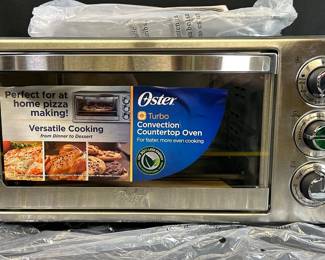 Perfect for at
home pizza
making!
Versatile Cooking
from Dinner to Dessert
Oster
Turbo
Convection
Countertop Oven
For faster, more even cooking